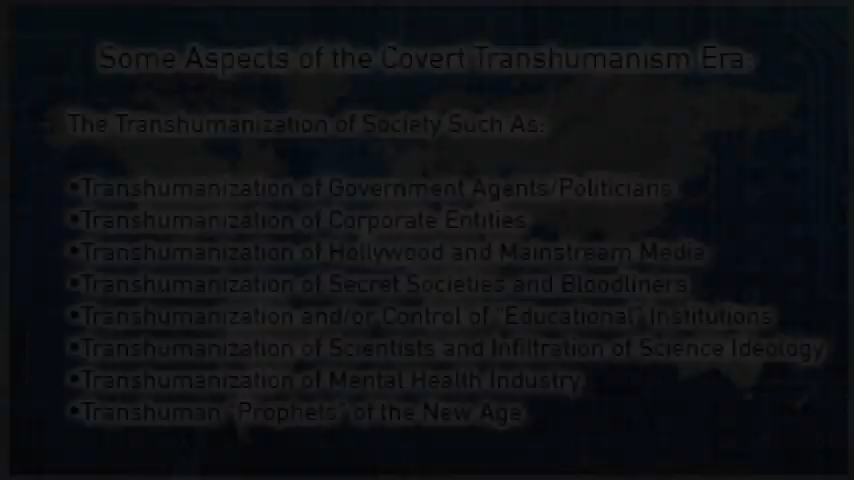 Some Aspects of the Covert Transhumanism Era:
The Transhumanization of Society Such As:
•Transhumanization of Government Agents/Politicians
•Transhumanization of Corporate Entities
•Transhumanization of Hollywood and Mainstream Media
•Transhumanization of Secret Societies and Bloodliners
•Transhumanization and/or Control of "Educational" Institutions
•Transhumanization of Scientists and Infiltration of Science Ideology
•Transhumanization of Mental Health Industry
•Transhuman "Prophets" of the New Age